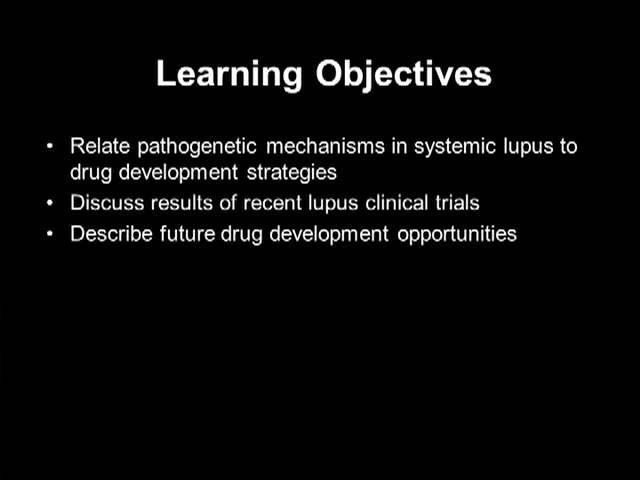 Learning Objectives
• Relate pathogenetic mechanisms in systemic lupus to
drug development strategies
• Discuss results of recent lupus clinical trials
• Describe future drug development opportunities